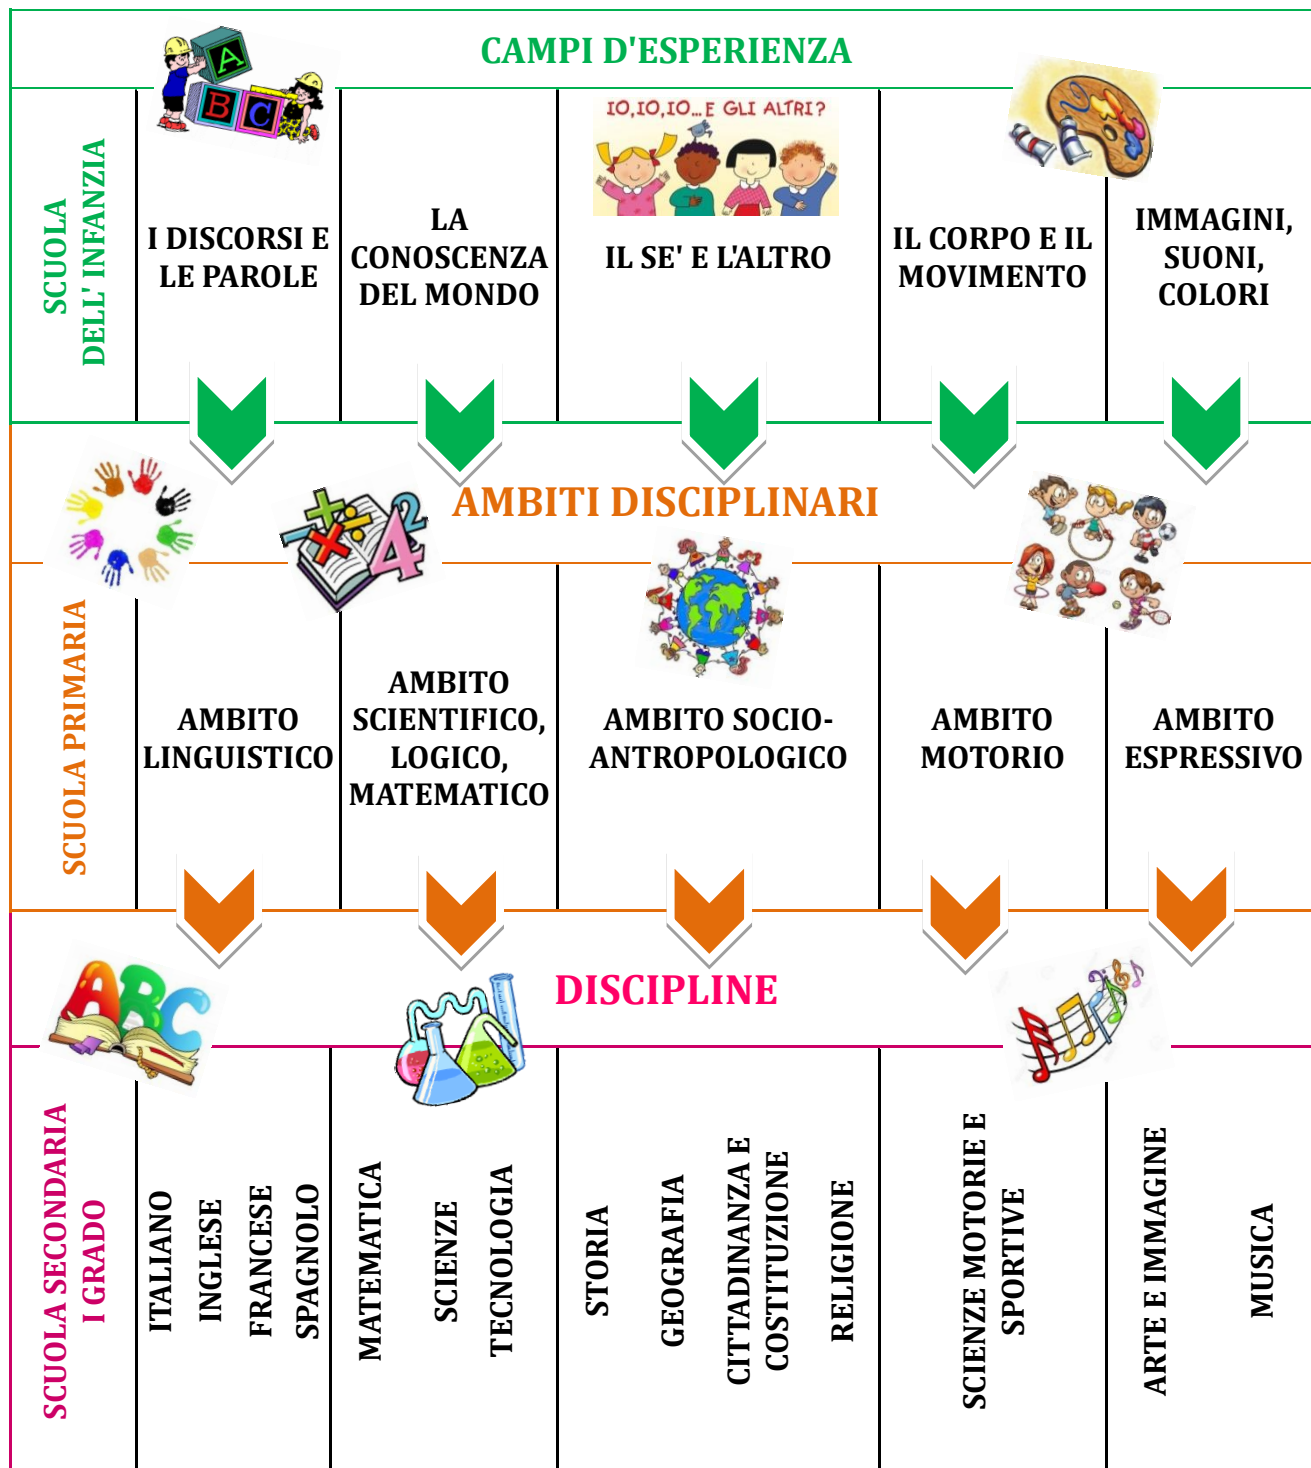 CAMPI D'ESPERIENZA
A
B
C
IO,IO,IO...E GLI ALTRI?
SCUOLA
DELL' INFANZIA
I DISCORSI E
LE PAROLE
LA
CONOSCENZA
DEL MONDO
IL SE' E L'ALTRO
IL CORPO E IL
MOVIMENTO
IMMAGINI,
SUONI,
COLORI
AMBITI DISCIPLINARI
4
2
SCUOLA PRIMARIA
AMBITO
LINGUISTICO
AMBITO
SCIENTIFICO,
LOGICO,
MATEMATICO
AMBITO SOCIO-
ANTROPOLOGICO
AMBITO
MOTORIO
AMBITO
ESPRESSIVO
DISCIPLINE
ABC
SCUOLA SECONDARIA
I GRADO
ITALIANO
INGLESE
FRANCESE
SPAGNOLO
MATEMATICA
SCIENZE
TECNOLOGIA
STORIA
GEOGRAFIA
CITTADINANZA E
COSTITUZIONE
RELIGIONE
SCIENZE MOTORIE E
SPORTIVE
ARTE E IMMAGINE
MUSICA